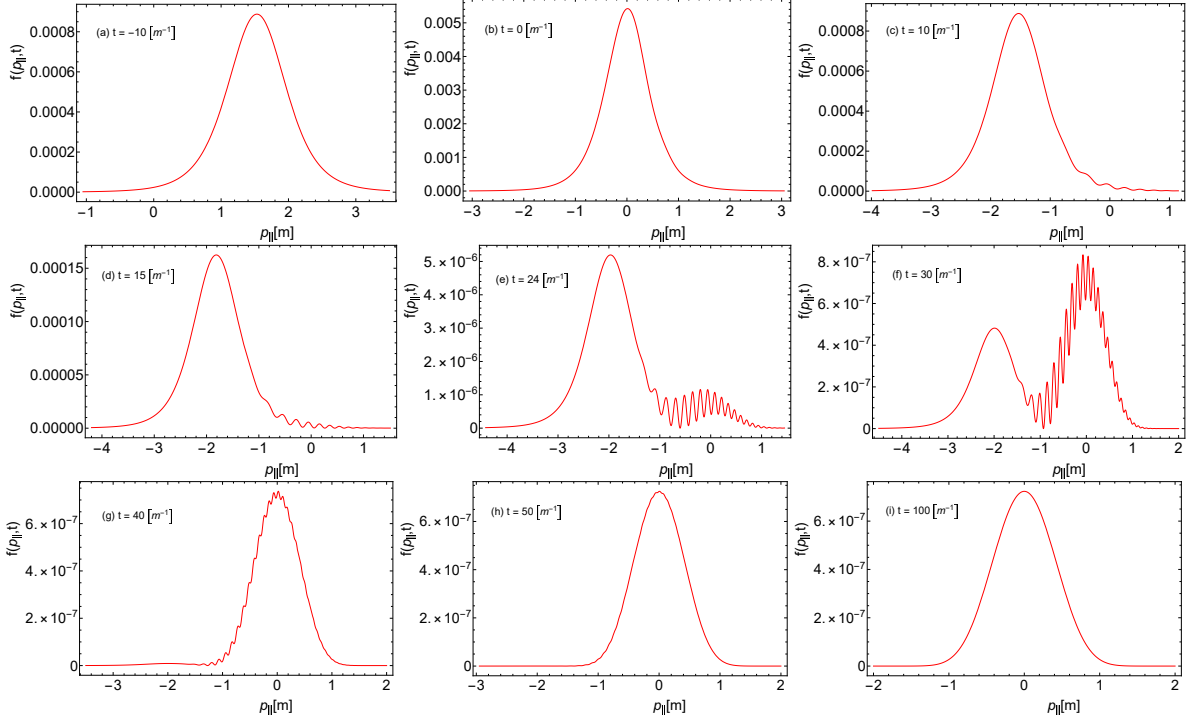 (a) t = −10 [m⁻¹]
f(p||,t)
0.0008
0.0006
0.0004
0.0002
0.0000
−1 0 1 2 3
p||[m]
(b) t = 0 [m⁻¹]
f(p||,t)
0.005
0.004
0.003
0.002
0.001
0.000
−3 −2 −1 0 1 2 3
p||[m]
(c) t = 10 [m⁻¹]
f(p||,t)
0.0008
0.0006
0.0004
0.0002
0.0000
−4 −3 −2 −1 0 1
p||[m]
(d) t = 15 [m⁻¹]
f(p||,t)
0.00015
0.00010
0.00005
0.00000
−4 −3 −2 −1 0 1
p||[m]
(e) t = 24 [m⁻¹]
f(p||,t)
5. × 10⁻⁶
4. × 10⁻⁶
3. × 10⁻⁶
2. × 10⁻⁶
1. × 10⁻⁶
0
−4 −3 −2 −1 0 1
p||[m]
(f) t = 30 [m⁻¹]
f(p||,t)
8. × 10⁻⁷
6. × 10⁻⁷
4. × 10⁻⁷
2. × 10⁻⁷
0
−4 −3 −2 −1 0 1 2
p||[m]
(g) t = 40 [m⁻¹]
f(p||,t)
6. × 10⁻⁷
4. × 10⁻⁷
2. × 10⁻⁷
0
−3 −2 −1 0 1 2
p||[m]
(h) t = 50 [m⁻¹]
f(p||,t)
6. × 10⁻⁷
4. × 10⁻⁷
2. × 10⁻⁷
0
−3 −2 −1 0 1 2
p||[m]
(i) t = 100 [m⁻¹]
f(p||,t)
6. × 10⁻⁷
4. × 10⁻⁷
2. × 10⁻⁷
0
−2 −1 0 1 2
p||[m]